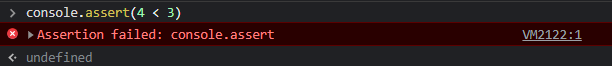 console.assert(4 < 3)
Assertion failed: console.assert VM2122:1
undefined